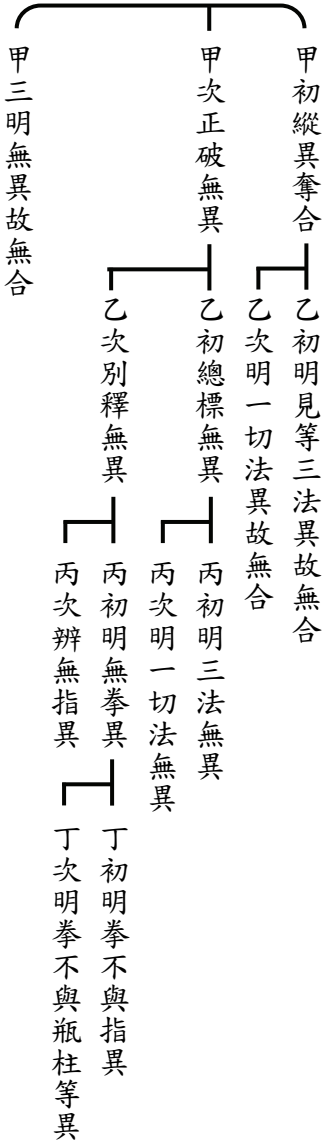 甲初縱異奪合
乙初明見等三法異故無合
乙次明一切法異故無合
甲次正破無異
乙初總標無異
丙初明三法無異
丙次明一切法無異
乙次別釋無異
丙初明無拳異
丁初明拳不與指異
丁次明拳不與瓶柱等異
丙次辨無指異
甲三明無異故無合